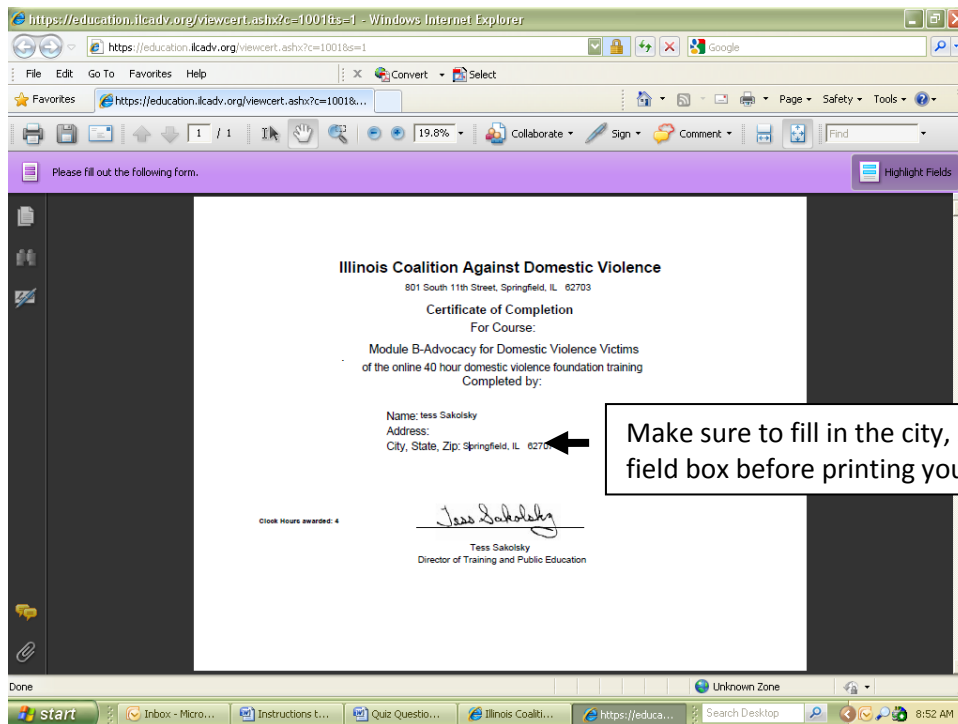 https://education.ilcadv.org/viewcert.ashx?c=1001&s=1 - Windows Internet Explorer
https://education.ilcadv.org/viewcert.ashx?c=1001&s=1
Google
File Edit Go To Favorites Help X Convert Select
Favorites https://education.ilcadv.org/viewcert.ashx?c=1001&... Page Safety Tools
1 / 1 19.8% Collaborate Sign Comment Find
Please fill out the following form. Highlight Fields
Illinois Coalition Against Domestic Violence
801 South 11th Street, Springfield, IL 62703
Certificate of Completion
For Course:
Module B-Advocacy for Domestic Violence Victims
of the online 40 hour domestic violence foundation training
Completed by:
Name: tess Sakolsky
Address:
City, State, Zip: Springfield, IL
Make sure to fill in the city,
field box before printing you
Clock Hours awarded: 4
Tess Sakolsky
Tess Sakolsky
Director of Training and Public Education
Done Unknown Zone
start Inbox - Micro... Instructions t... Quiz Questio... Illinois Coaliti... https://educa... Search Desktop 8:52 AM